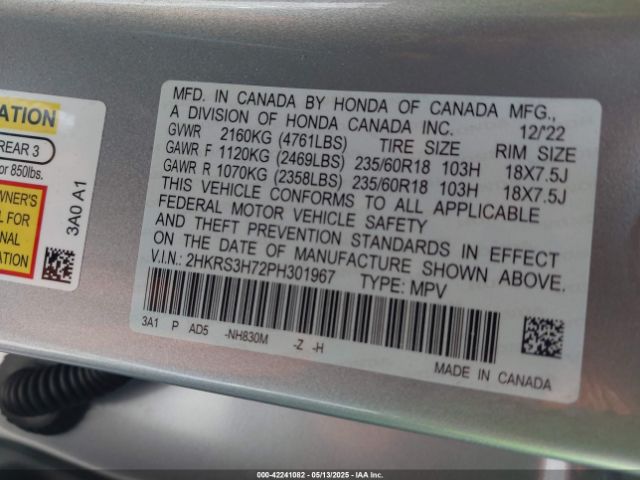 ATION
REAR 3
or 850lbs.
WNER'S
L FOR
ONAL
ATION
3A0 A1
MFD. IN CANADA BY HONDA OF CANADA MFG.,
A DIVISION OF HONDA CANADA INC. 12/'22
GVWR 2160KG (4761LBS) TIRE SIZE RIM SIZE
GAWR F 1120KG (2469LBS) 235/60R18 103H 18X7.5J
GAWR R 1070KG (2358LBS) 235/60R18 103H 18X7.5J
THIS VEHICLE CONFORMS TO ALL APPLICABLE
FEDERAL MOTOR VEHICLE SAFETY
AND THEFT PREVENTION STANDARDS IN EFFECT
ON THE DATE OF MANUFACTURE SHOWN ABOVE.
V.I.N.: 2HKRS3H72PH301967 TYPE: MPV
3A1 P AD5 -NH830M -Z -H
MADE IN CANADA
000-42241082 - 05/13/2025 - IAA Inc.